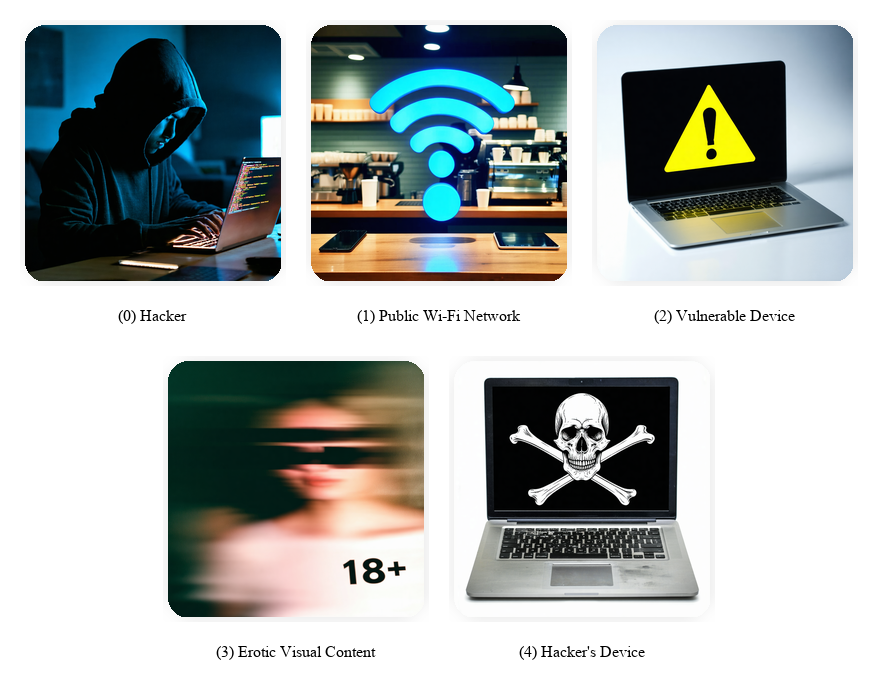 (0) Hacker
(1) Public Wi-Fi Network
(2) Vulnerable Device
18+
(3) Erotic Visual Content
(4) Hacker's Device